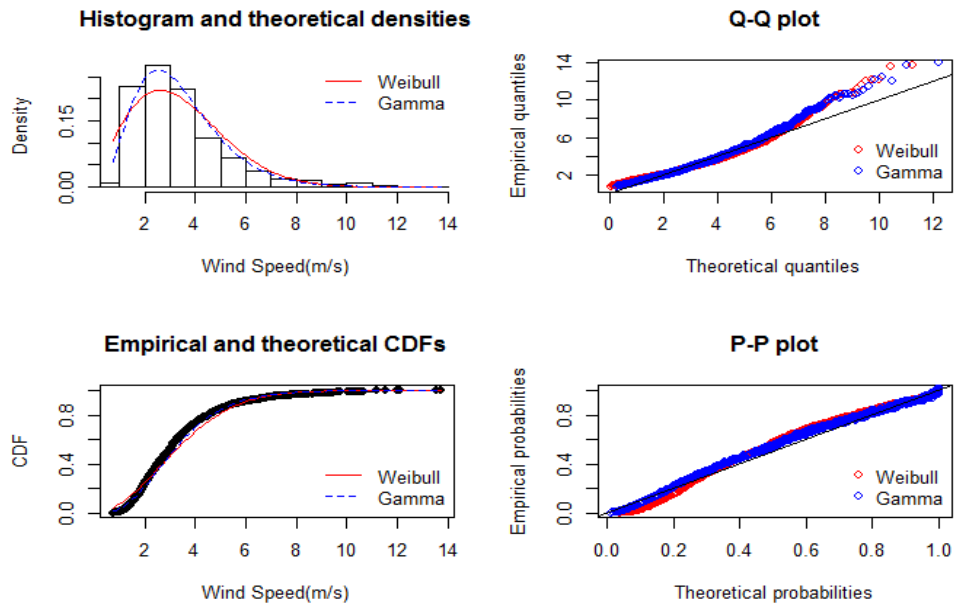 Histogram and theoretical densities
Density
0.00
0.15
Weibull
Gamma
2 4 6 8 10 12 14
Wind Speed(m/s)
Q-Q plot
Empirical quantiles
2
6
10
14
Weibull
Gamma
0 2 4 6 8 10 12
Theoretical quantiles
Empirical and theoretical CDFs
CDF
0.0
0.4
0.8
Weibull
Gamma
2 4 6 8 10 12 14
Wind Speed(m/s)
P-P plot
Empirical probabilities
0.0
0.4
0.8
Weibull
Gamma
0.0 0.2 0.4 0.6 0.8 1.0
Theoretical probabilities